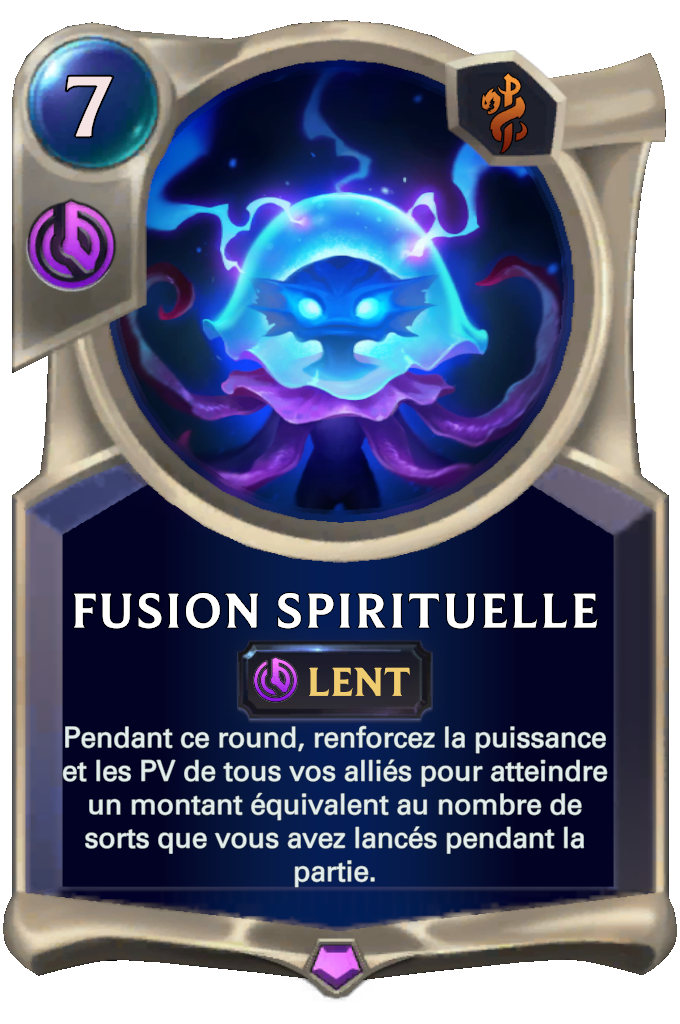 7
FUSION SPIRITUELLE
LENT
Pendant ce round, renforcez la puissance
et les PV de tous vos alliés pour atteindre
un montant équivalent au nombre de
sorts que vous avez lancés pendant la
partie.